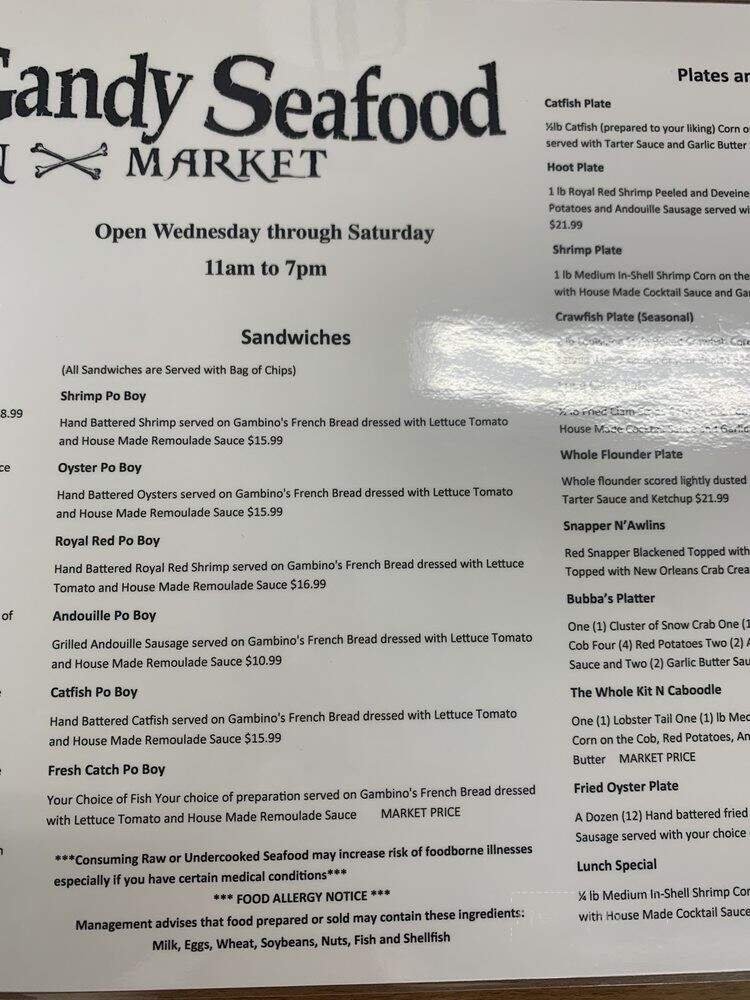 Gandy Seafood
MARKET
Open Wednesday through Saturday
11am to 7pm
Sandwiches
(All Sandwiches are Served with Bag of Chips)
Shrimp Po Boy
Hand Battered Shrimp served on Gambino's French Bread dressed with Lettuce Tomato
and House Made Remoulade Sauce $15.99
Oyster Po Boy
Hand Battered Oysters served on Gambino's French Bread dressed with Lettuce Tomato
and House Made Remoulade Sauce $15.99
Royal Red Po Boy
Hand Battered Royal Red Shrimp served on Gambino's French Bread dressed with Lettuce
Tomato and House Made Remoulade Sauce $16.99
Andouille Po Boy
Grilled Andouille Sausage served on Gambino's French Bread dressed with Lettuce Tomato
and House Made Remoulade Sauce $10.99
Catfish Po Boy
Hand Battered Catfish served on Gambino's French Bread dressed with Lettuce Tomato
and House Made Remoulade Sauce $15.99
Fresh Catch Po Boy
Your Choice of Fish Your choice of preparation served on Gambino's French Bread dressed
with Lettuce Tomato and House Made Remoulade Sauce MARKET PRICE
***Consuming Raw or Undercooked Seafood may increase risk of foodborne illnesses
especially if you have certain medical conditions***
*** FOOD ALLERGY NOTICE ***
Management advises that food prepared or sold may contain these ingredients:
Milk, Eggs, Wheat, Soybeans, Nuts, Fish and Shellfish
8.99
ce
of
Plates an
Catfish Plate
½lb Catfish (prepared to your liking) Corn o
served with Tarter Sauce and Garlic Butter
Hoot Plate
1 lb Royal Red Shrimp Peeled and Deveine
Potatoes and Andouille Sausage served wi
$21.99
Shrimp Plate
1 lb Medium In-Shell Shrimp Corn on the
with House Made Cocktail Sauce and Gar
Crawfish Plate (Seasonal)
Fried Clam
House Made Cocktail Sauce and Garlic
Whole Flounder Plate
Whole flounder scored lightly dusted
Tarter Sauce and Ketchup $21.99
Snapper N'Awlins
Red Snapper Blackened Topped with
Topped with New Orleans Crab Crea
Bubba's Platter
One (1) Cluster of Snow Crab One (1
Cob Four (4) Red Potatoes Two (2) A
Sauce and Two (2) Garlic Butter Sau
The Whole Kit N Caboodle
One (1) Lobster Tail One (1) lb Med
Corn on the Cob, Red Potatoes, An
Butter MARKET PRICE
Fried Oyster Plate
A Dozen (12) Hand battered fried
Sausage served with your choice
Lunch Special
¼ lb Medium In-Shell Shrimp Cor
with House Made Cocktail Sauce